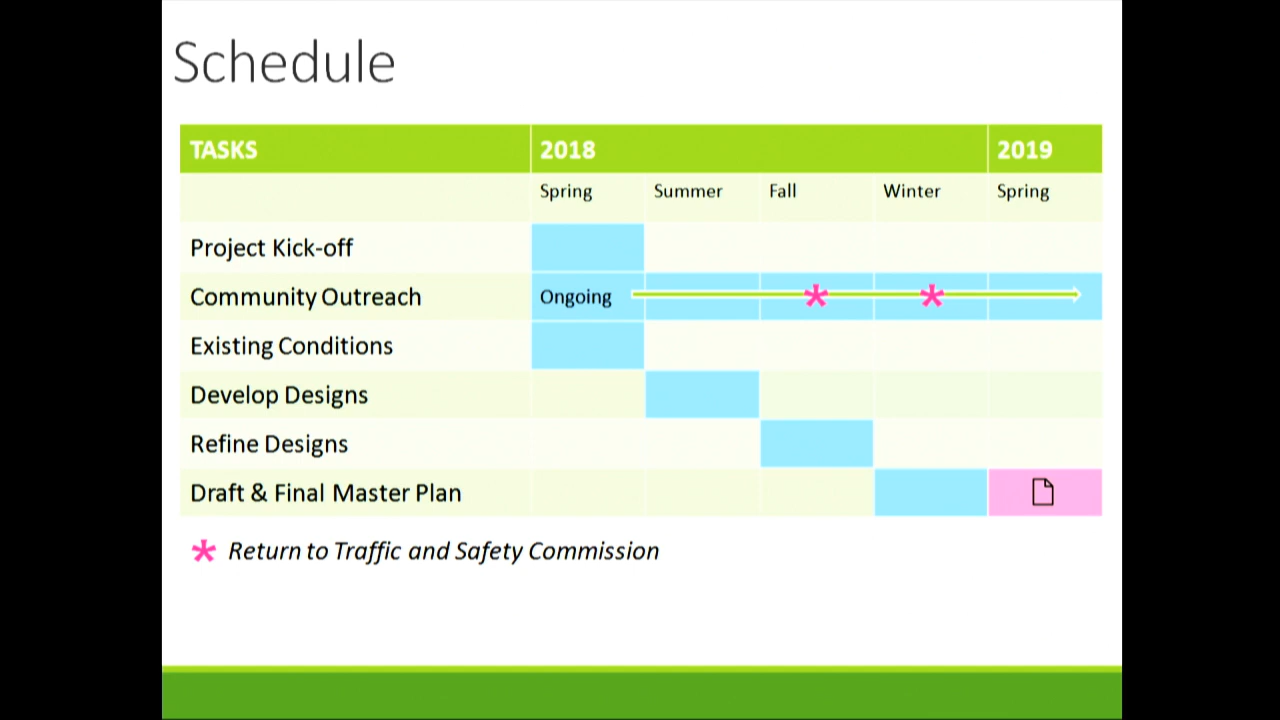 Schedule
TASKS 2018 2019
Spring Summer Fall Winter Spring
Project Kick-off
Community Outreach Ongoing * *
Existing Conditions
Develop Designs
Refine Designs
Draft & Final Master Plan
* Return to Traffic and Safety Commission